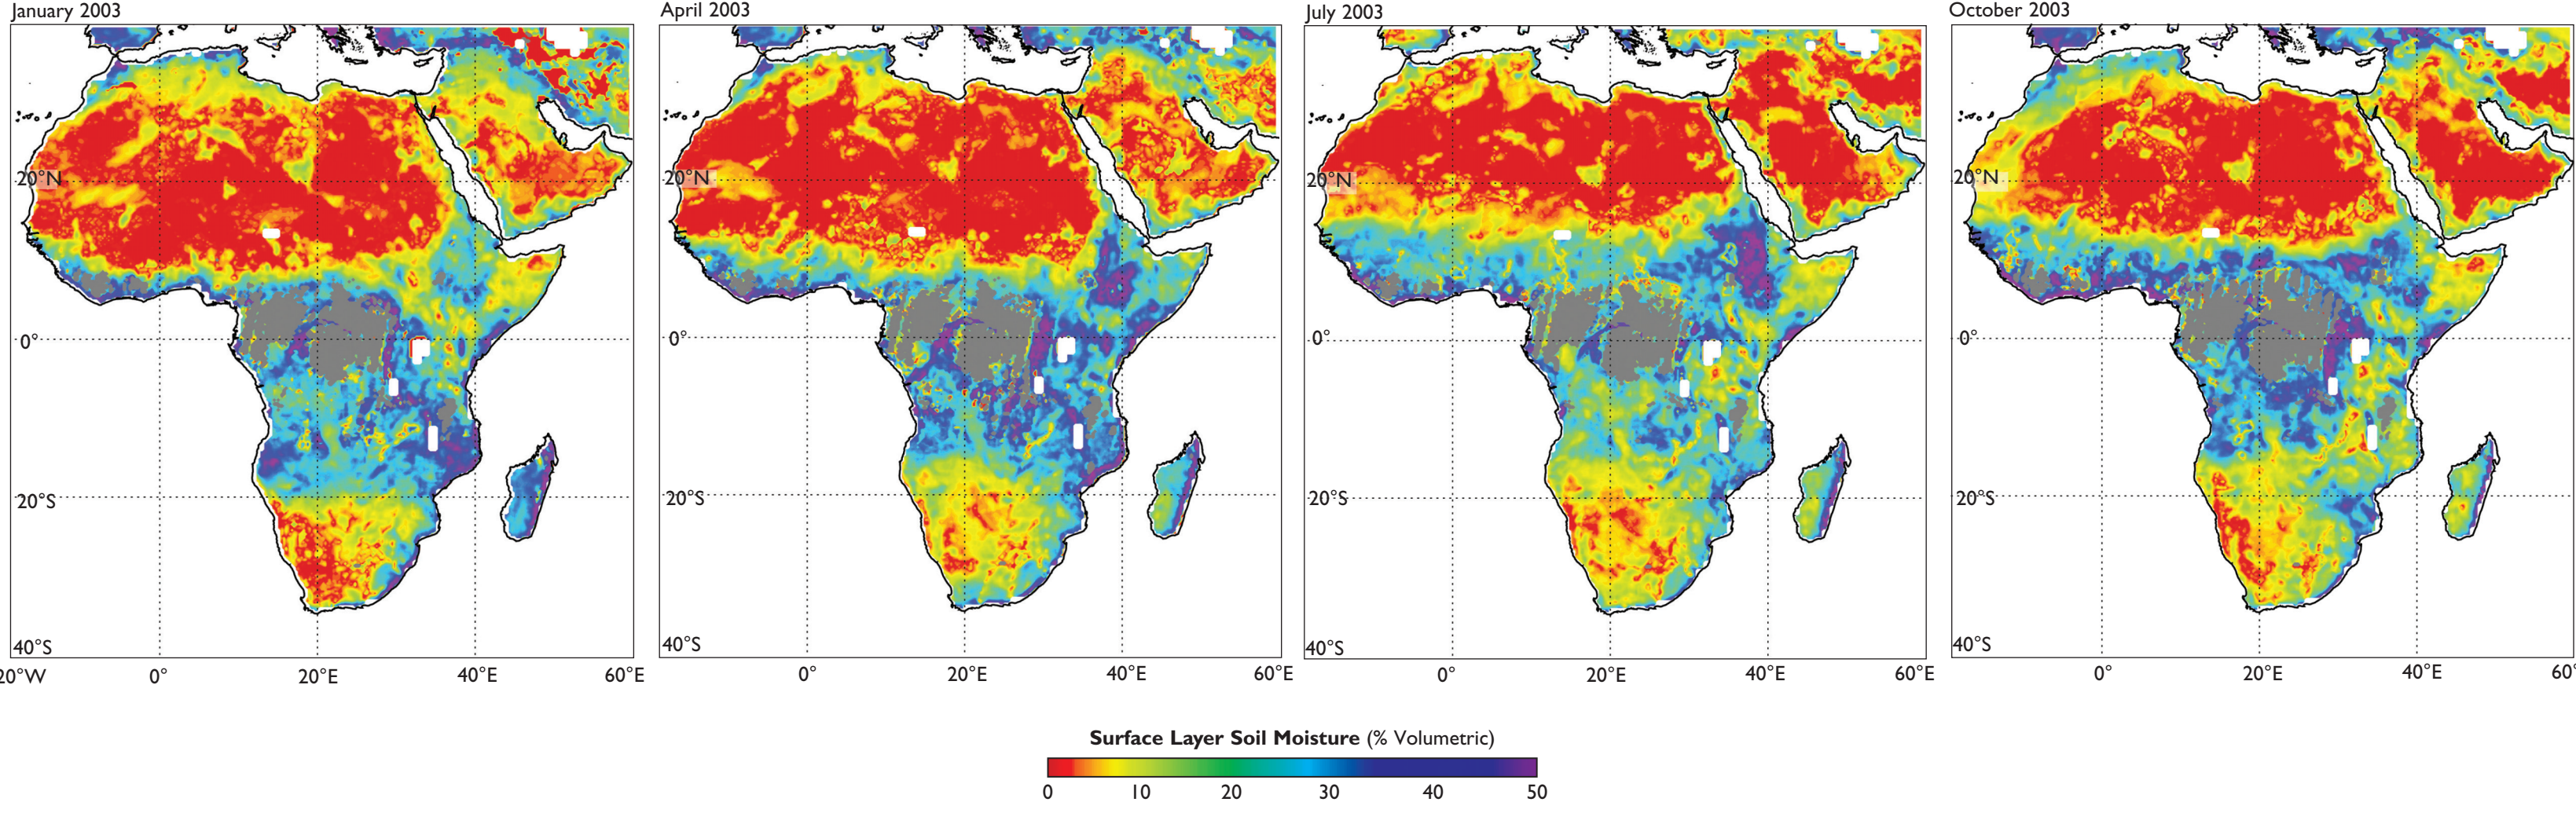 January 2003
April 2003
July 2003
October 2003
20°N
20°N
20°N
20°N
0°
0°
0°
0°
20°S
20°S
20°S
20°S
40°S
40°S
40°S
40°S
20°W 0° 20°E 40°E 60°E
0° 20°E 40°E 60°E
0° 20°E 40°E 60°E
0° 20°E 40°E 60°
Surface Layer Soil Moisture (% Volumetric)
0 10 20 30 40 50